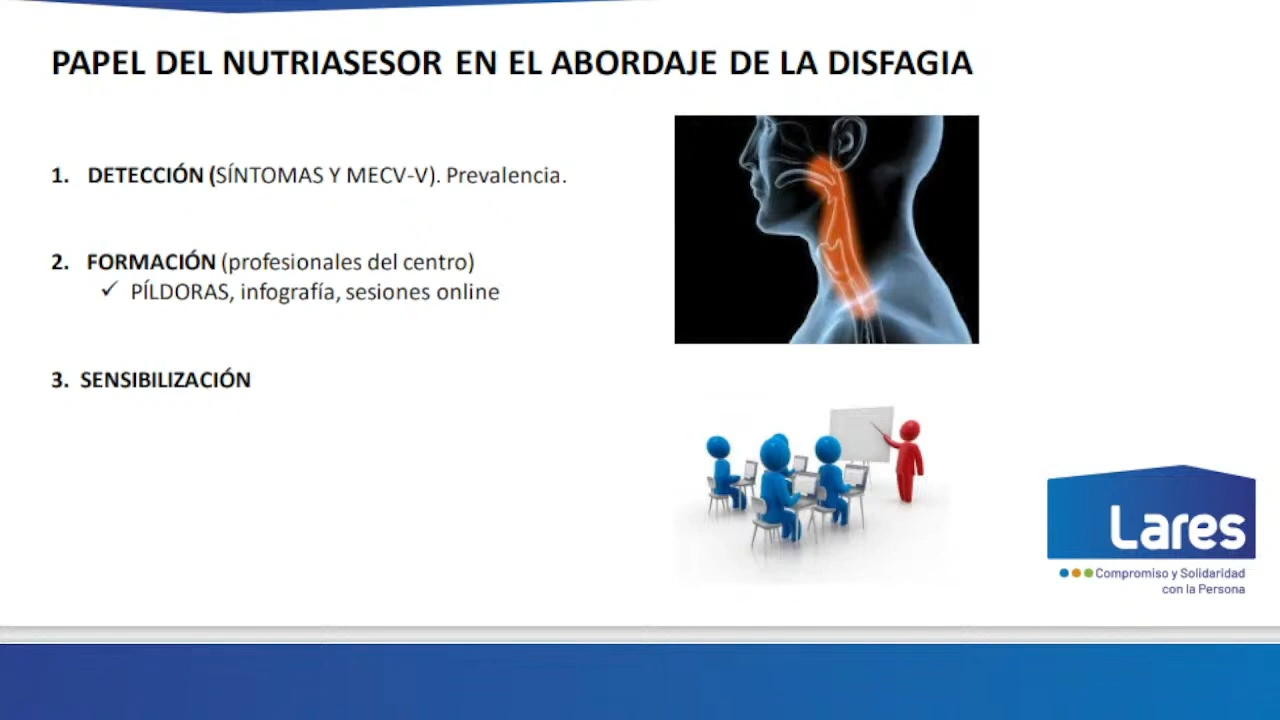 PAPEL DEL NUTRIASESOR EN EL ABORDAJE DE LA DISFAGIA
1. DETECCIÓN (SÍNTOMAS Y MECV-V). Prevalencia.
2. FORMACIÓN (profesionales del centro)
✓ PÍLDORAS, infografía, sesiones online
3. SENSIBILIZACIÓN
Lares
Compromiso y Solidaridad
con la Persona